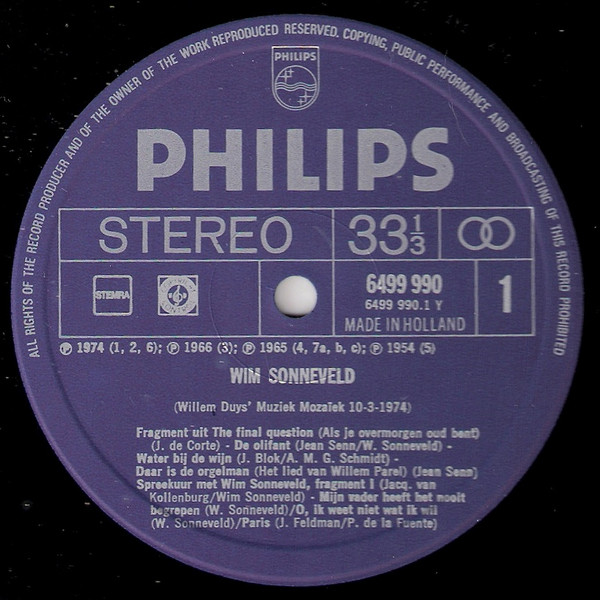 ALL RIGHTS OF THE RECORD PRODUCER AND OF THE OWNER OF THE WORK REPRODUCED RESERVED. COPYING, PUBLIC PERFORMANCE AND BROADCASTING OF THIS RECORD PROHIBITED
PHILIPS
PHILIPS
STEREO 33⅓
STEMRA
6499 990 1
6499 990.1 Y
MADE IN HOLLAND
℗ 1974 (1, 2, 6); ℗ 1966 (3); ℗ 1965 (4, 7a, b, c); ℗ 1954 (5)
WIM SONNEVELD
(Willem Duys' Muziek Mozaïek 10-3-1974)
Fragment uit The final question (Als je overmorgen oud bent)
(J. de Corte) - De olifant (Jean Senn/W. Sonneveld) -
Water bij de wijn (J. Blok/A. M. G. Schmidt) -
Daar is de orgelman (Het lied van Willem Parel) (Jean Senn)
Spreekuur met Wim Sonneveld, fragment I (Jacq. van
Kollenburg/Wim Sonneveld) - Mijn vader heeft het nooit
begrepen (W. Sonneveld)/O, ik weet niet wat ik wil
(W. Sonneveld)/Paris (J. Feldman/P. de la Fuente)